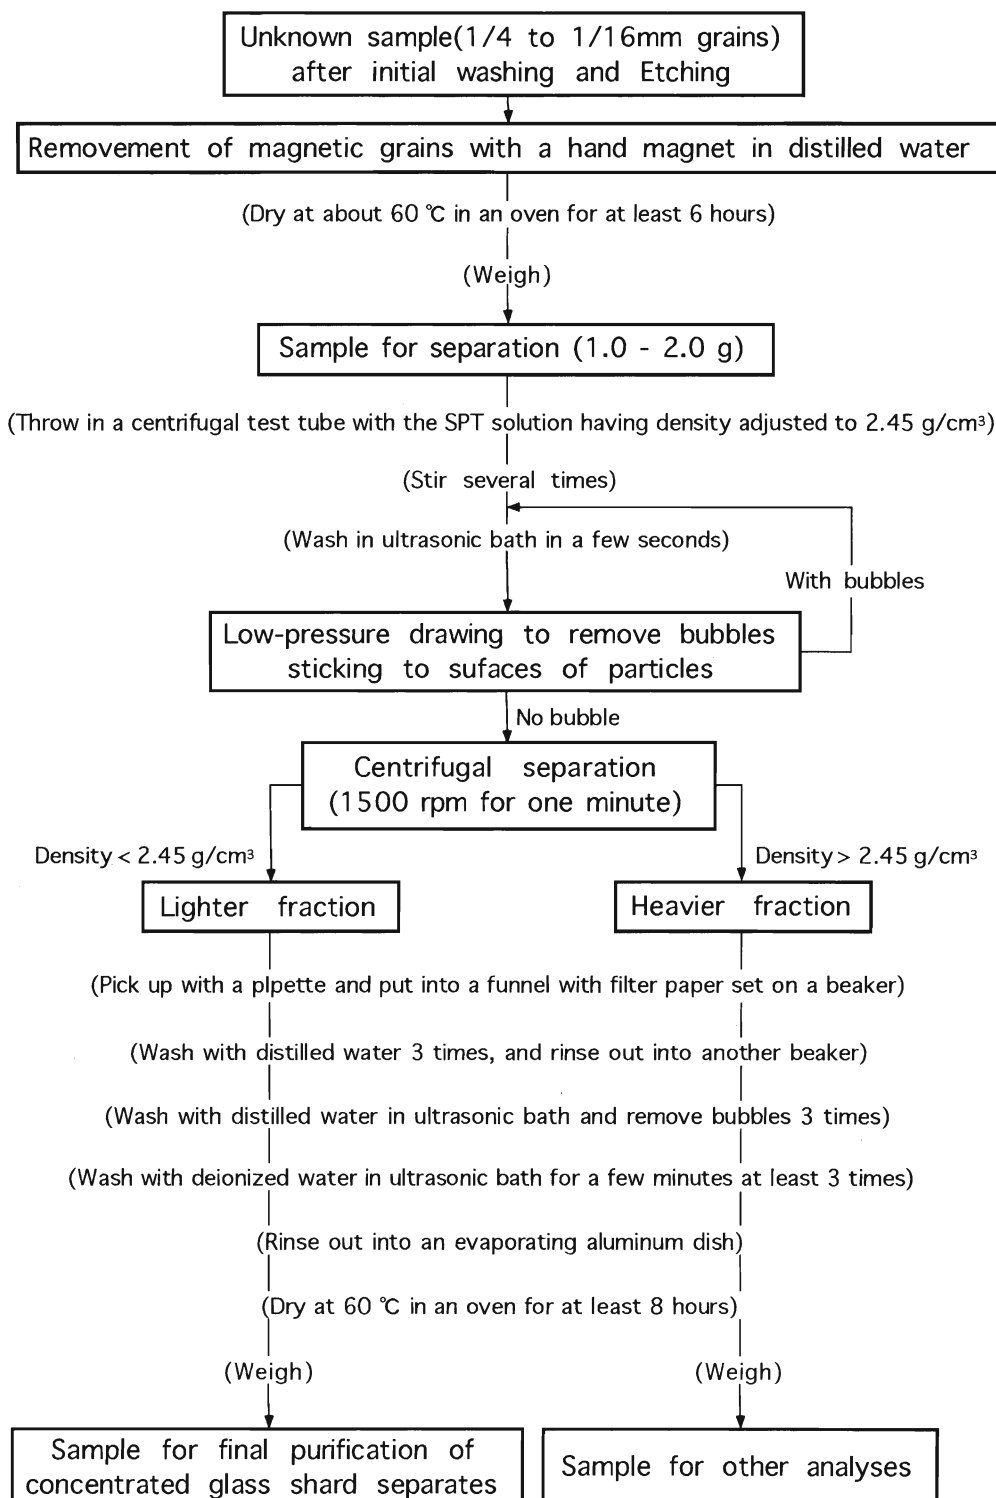 Unknown sample(1/4 to 1/16mm grains)
after initial washing and Etching
Removement of magnetic grains with a hand magnet in distilled water
(Dry at about 60 ℃ in an oven for at least 6 hours)
(Weigh)
Sample for separation (1.0 - 2.0 g)
(Throw in a centrifugal test tube with the SPT solution having density adjusted to 2.45 g/cm³)
(Stir several times)
(Wash in ultrasonic bath in a few seconds)
With bubbles
Low-pressure drawing to remove bubbles
sticking to sufaces of particles
No bubble
Centrifugal separation
(1500 rpm for one minute)
Density < 2.45 g/cm³
Density > 2.45 g/cm³
Lighter fraction
Heavier fraction
(Pick up with a pipette and put into a funnel with filter paper set on a beaker)
(Wash with distilled water 3 times, and rinse out into another beaker)
(Wash with distilled water in ultrasonic bath and remove bubbles 3 times)
(Wash with deionized water in ultrasonic bath for a few minutes at least 3 times)
(Rinse out into an evaporating aluminum dish)
(Dry at 60 ℃ in an oven for at least 8 hours)
(Weigh)
(Weigh)
Sample for final purification of
concentrated glass shard separates
Sample for other analyses